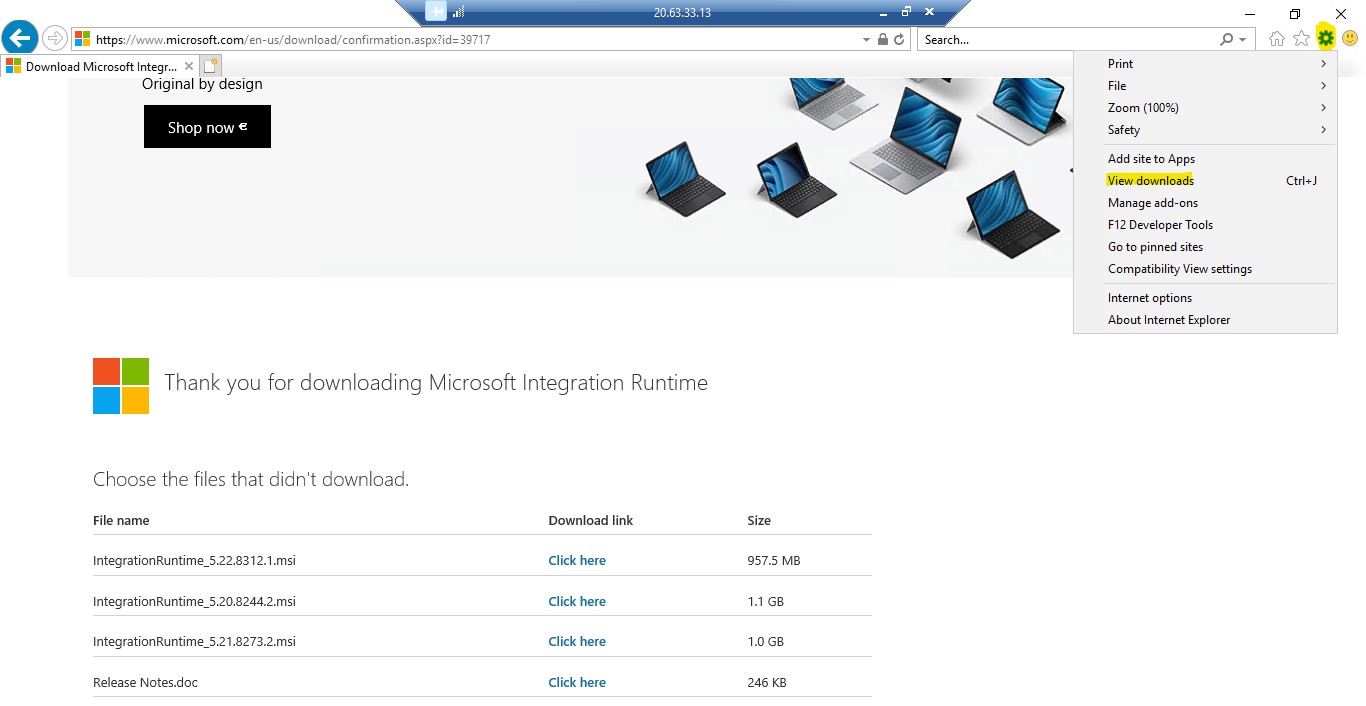 20.63.33.13
https://www.microsoft.com/en-us/download/confirmation.aspx?id=39717
Search...
Download Microsoft Integr...
Original by design
Shop now
Print
File
Zoom (100%)
Safety
Add site to Apps
View downloads Ctrl+J
Manage add-ons
F12 Developer Tools
Go to pinned sites
Compatibility View settings
Internet options
About Internet Explorer
Thank you for downloading Microsoft Integration Runtime
Choose the files that didn't download.
File name Download link Size
IntegrationRuntime_5.22.8312.1.msi Click here 957.5 MB
IntegrationRuntime_5.20.8244.2.msi Click here 1.1 GB
IntegrationRuntime_5.21.8273.2.msi Click here 1.0 GB
Release Notes.doc Click here 246 KB